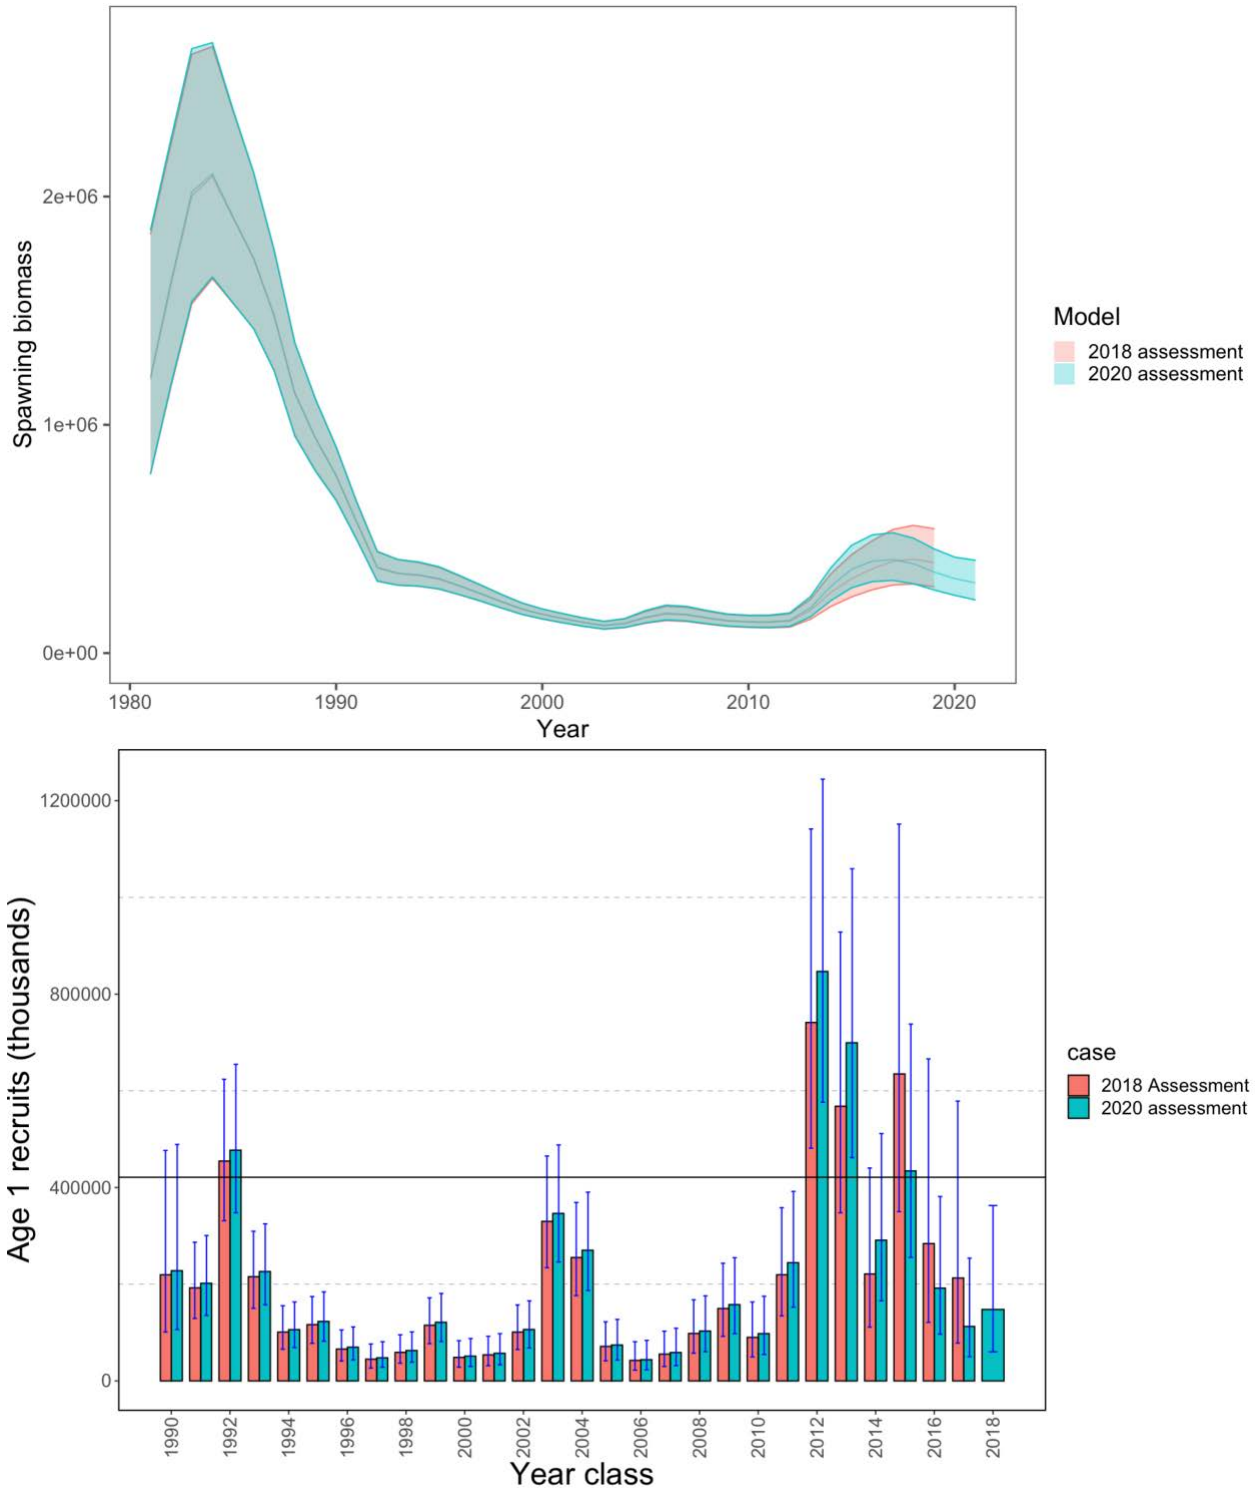 2e+06
1e+06
0e+00
Spawning biomass
1980 1990 2000 2010 2020
Year
Model
2018 assessment
2020 assessment
1200000
800000
400000
0
Age 1 recruits (thousands)
1990 1992 1994 1996 1998 2000 2002 2004 2006 2008 2010 2012 2014 2016 2018
Year class
case
2018 Assessment
2020 assessment